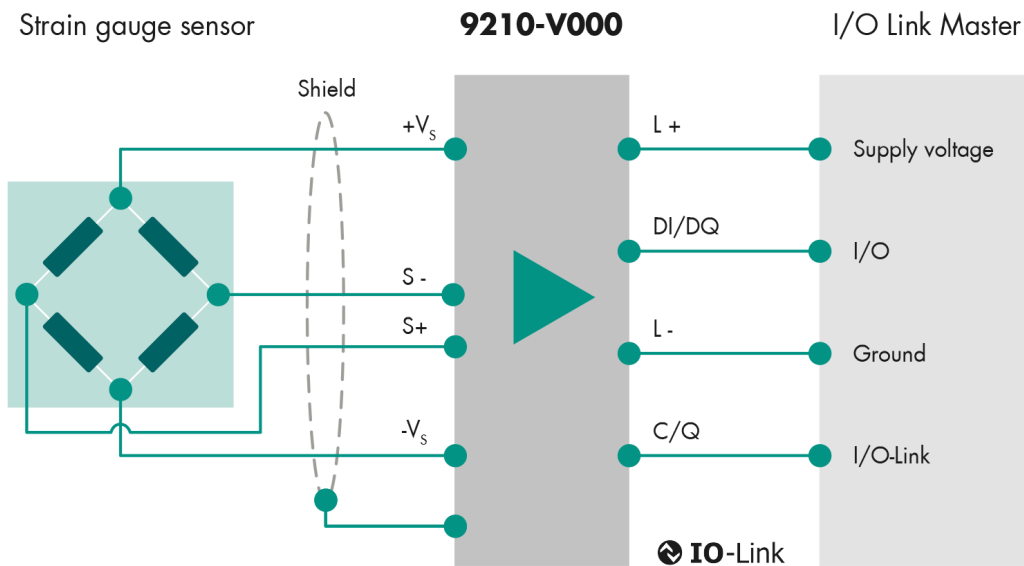 Strain gauge sensor
9210-V000
I/O Link Master
Shield
+Vs
L +
Supply voltage
DI/DQ
I/O
S -
S+
L -
Ground
-Vs
C/Q
I/O-Link
IO-Link